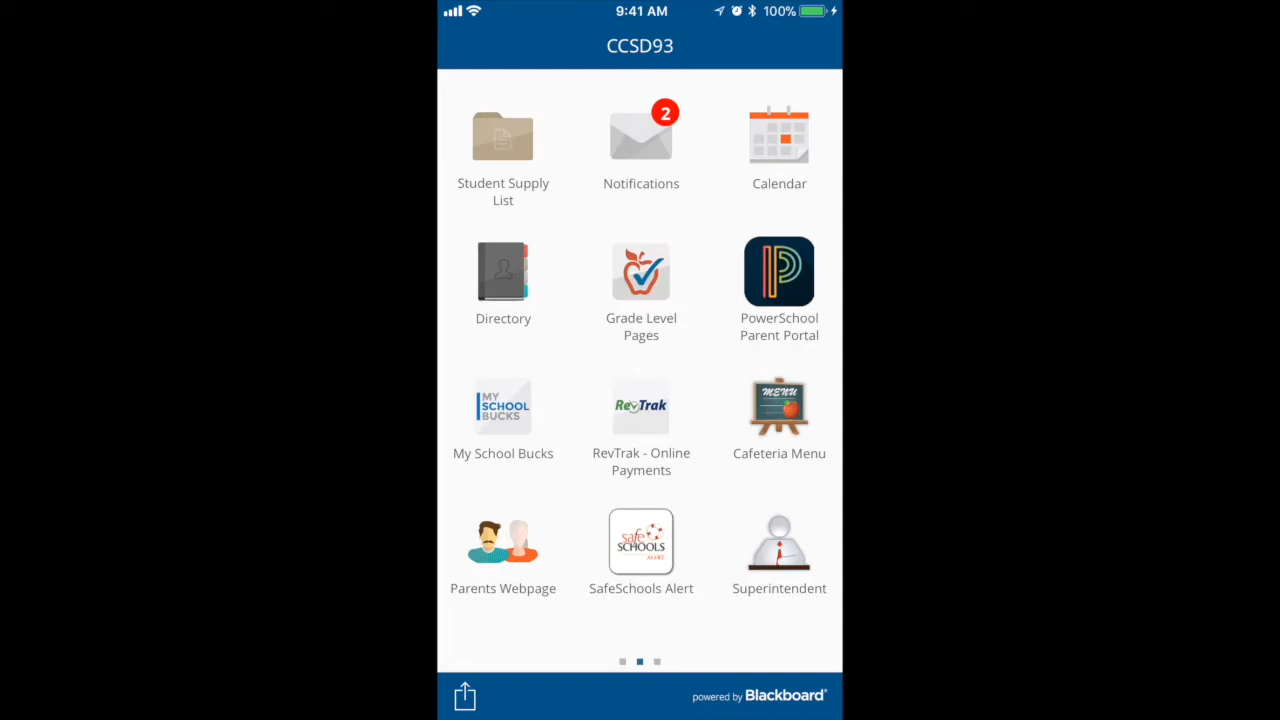 9:41 AM
100%
CCSD93
2
Student Supply
List
Notifications
Calendar
Directory
Grade Level
Pages
PowerSchool
Parent Portal
MY
SCHOOL
BUCKS
My School Bucks
RevTrak
RevTrak - Online
Payments
MENU
Cafeteria Menu
Parents Webpage
safe
SCHOOLS
ALERT
SafeSchools Alert
Superintendent
powered by Blackboard